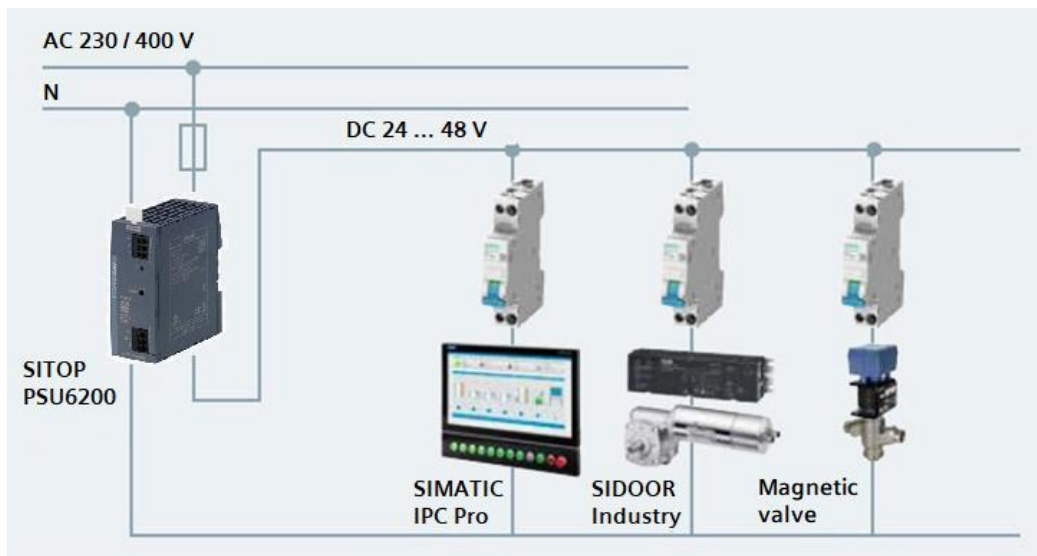 AC 230 / 400 V
N
DC 24 ... 48 V
SITOP
PSU6200
SIMATIC
IPC Pro
SIDOOR
Industry
Magnetic
valve